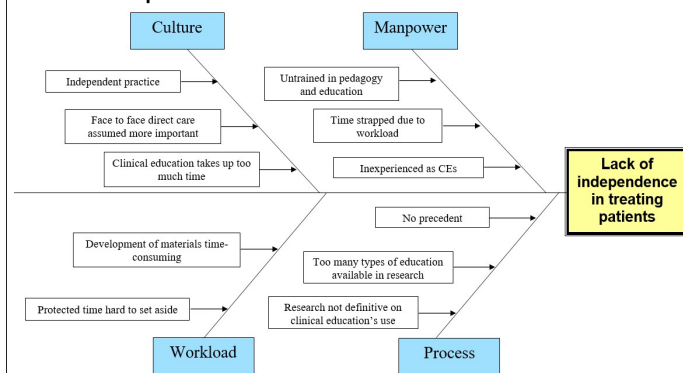 Culture
Manpower
Independent practice
Face to face direct care
assumed more important
Clinical education takes up too
much time
Untrained in pedagogy
and education
Time strapped due to
workload
Inexperienced as CEs
Lack of
independence
in treating
patients
Development of materials time-
consuming
Protected time hard to set aside
No precedent
Too many types of education
available in research
Research not definitive on
clinical education's use
Workload
Process